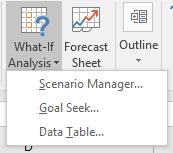 What-If
Analysis
Forecast
Sheet
Outline
Scenario Manager...
Goal Seek...
Data Table...